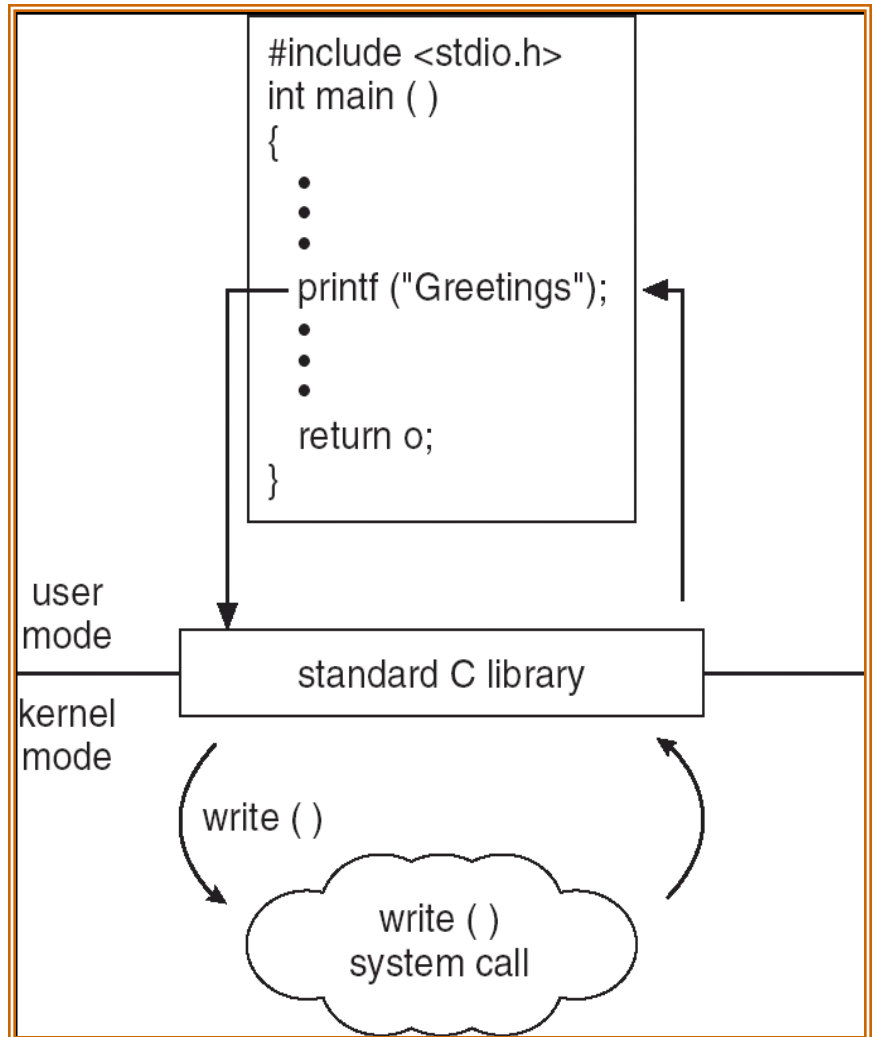 #include <stdio.h>
int main ( )
{
•
•
•
printf ("Greetings");
•
•
•
return o;
}
user
mode
standard C library
kernel
mode
write ( )
write ( )
system call